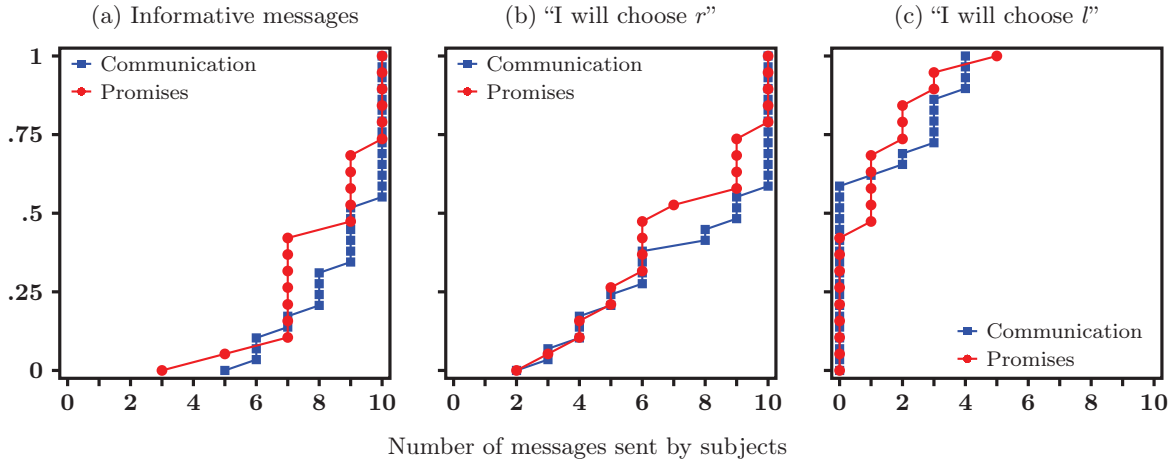 (a) Informative messages
(b) “I will choose r”
(c) “I will choose l”
1
.75
.5
.25
0
Communication
Promises
Communication
Promises
Communication
Promises
0 2 4 6 8 10
0 2 4 6 8 10
0 2 4 6 8 10
Number of messages sent by subjects